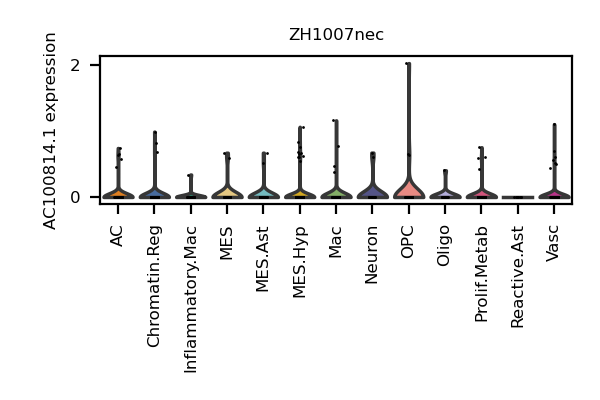 ZH1007nec
AC100814.1 expression
2
0
AC
Chromatin.Reg
Inflammatory.Mac
MES
MES.Ast
MES.Hyp
Mac
Neuron
OPC
Oligo
Prolif.Metab
Reactive.Ast
Vasc